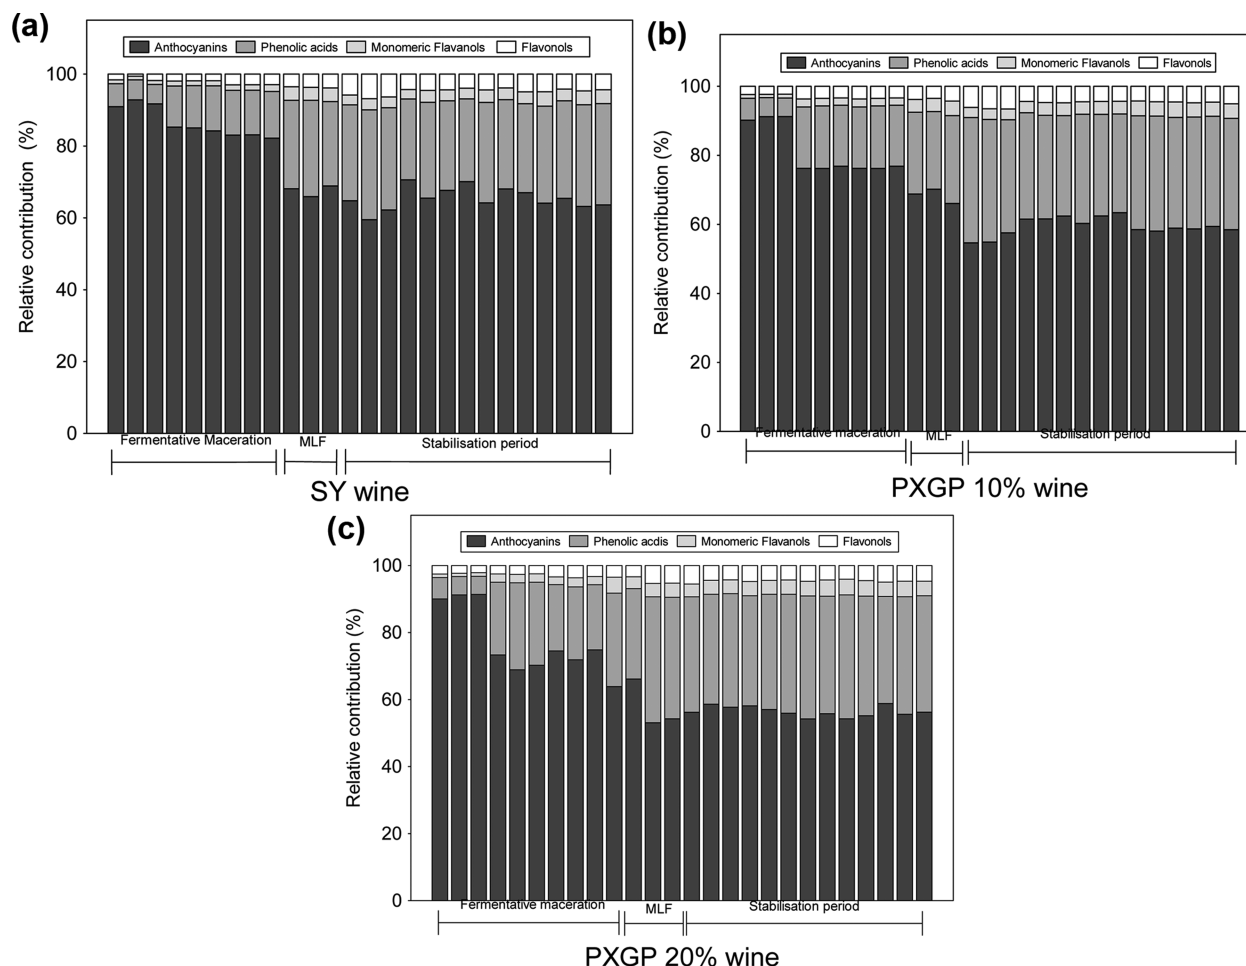 (a)
Anthocyanins Phenolic acids Monomeric Flavanols Flavonols
100
80
60
40
20
0
Relative contribution (%)
Fermentative Maceration MLF Stabilisation period
SY wine
(b)
Anthocyanins Phenolic acids Monomeric Flavanols Flavonols
100
80
60
40
20
0
Relative contribution (%)
Fermentative maceration MLF Stabilisation period
PXGP 10% wine
(c)
Anthocyanins Phenolic acdis Monomeric Flavanols Flavonols
100
80
60
40
20
0
Relative contribution (%)
Fermentative maceration MLF Stabilisation period
PXGP 20% wine